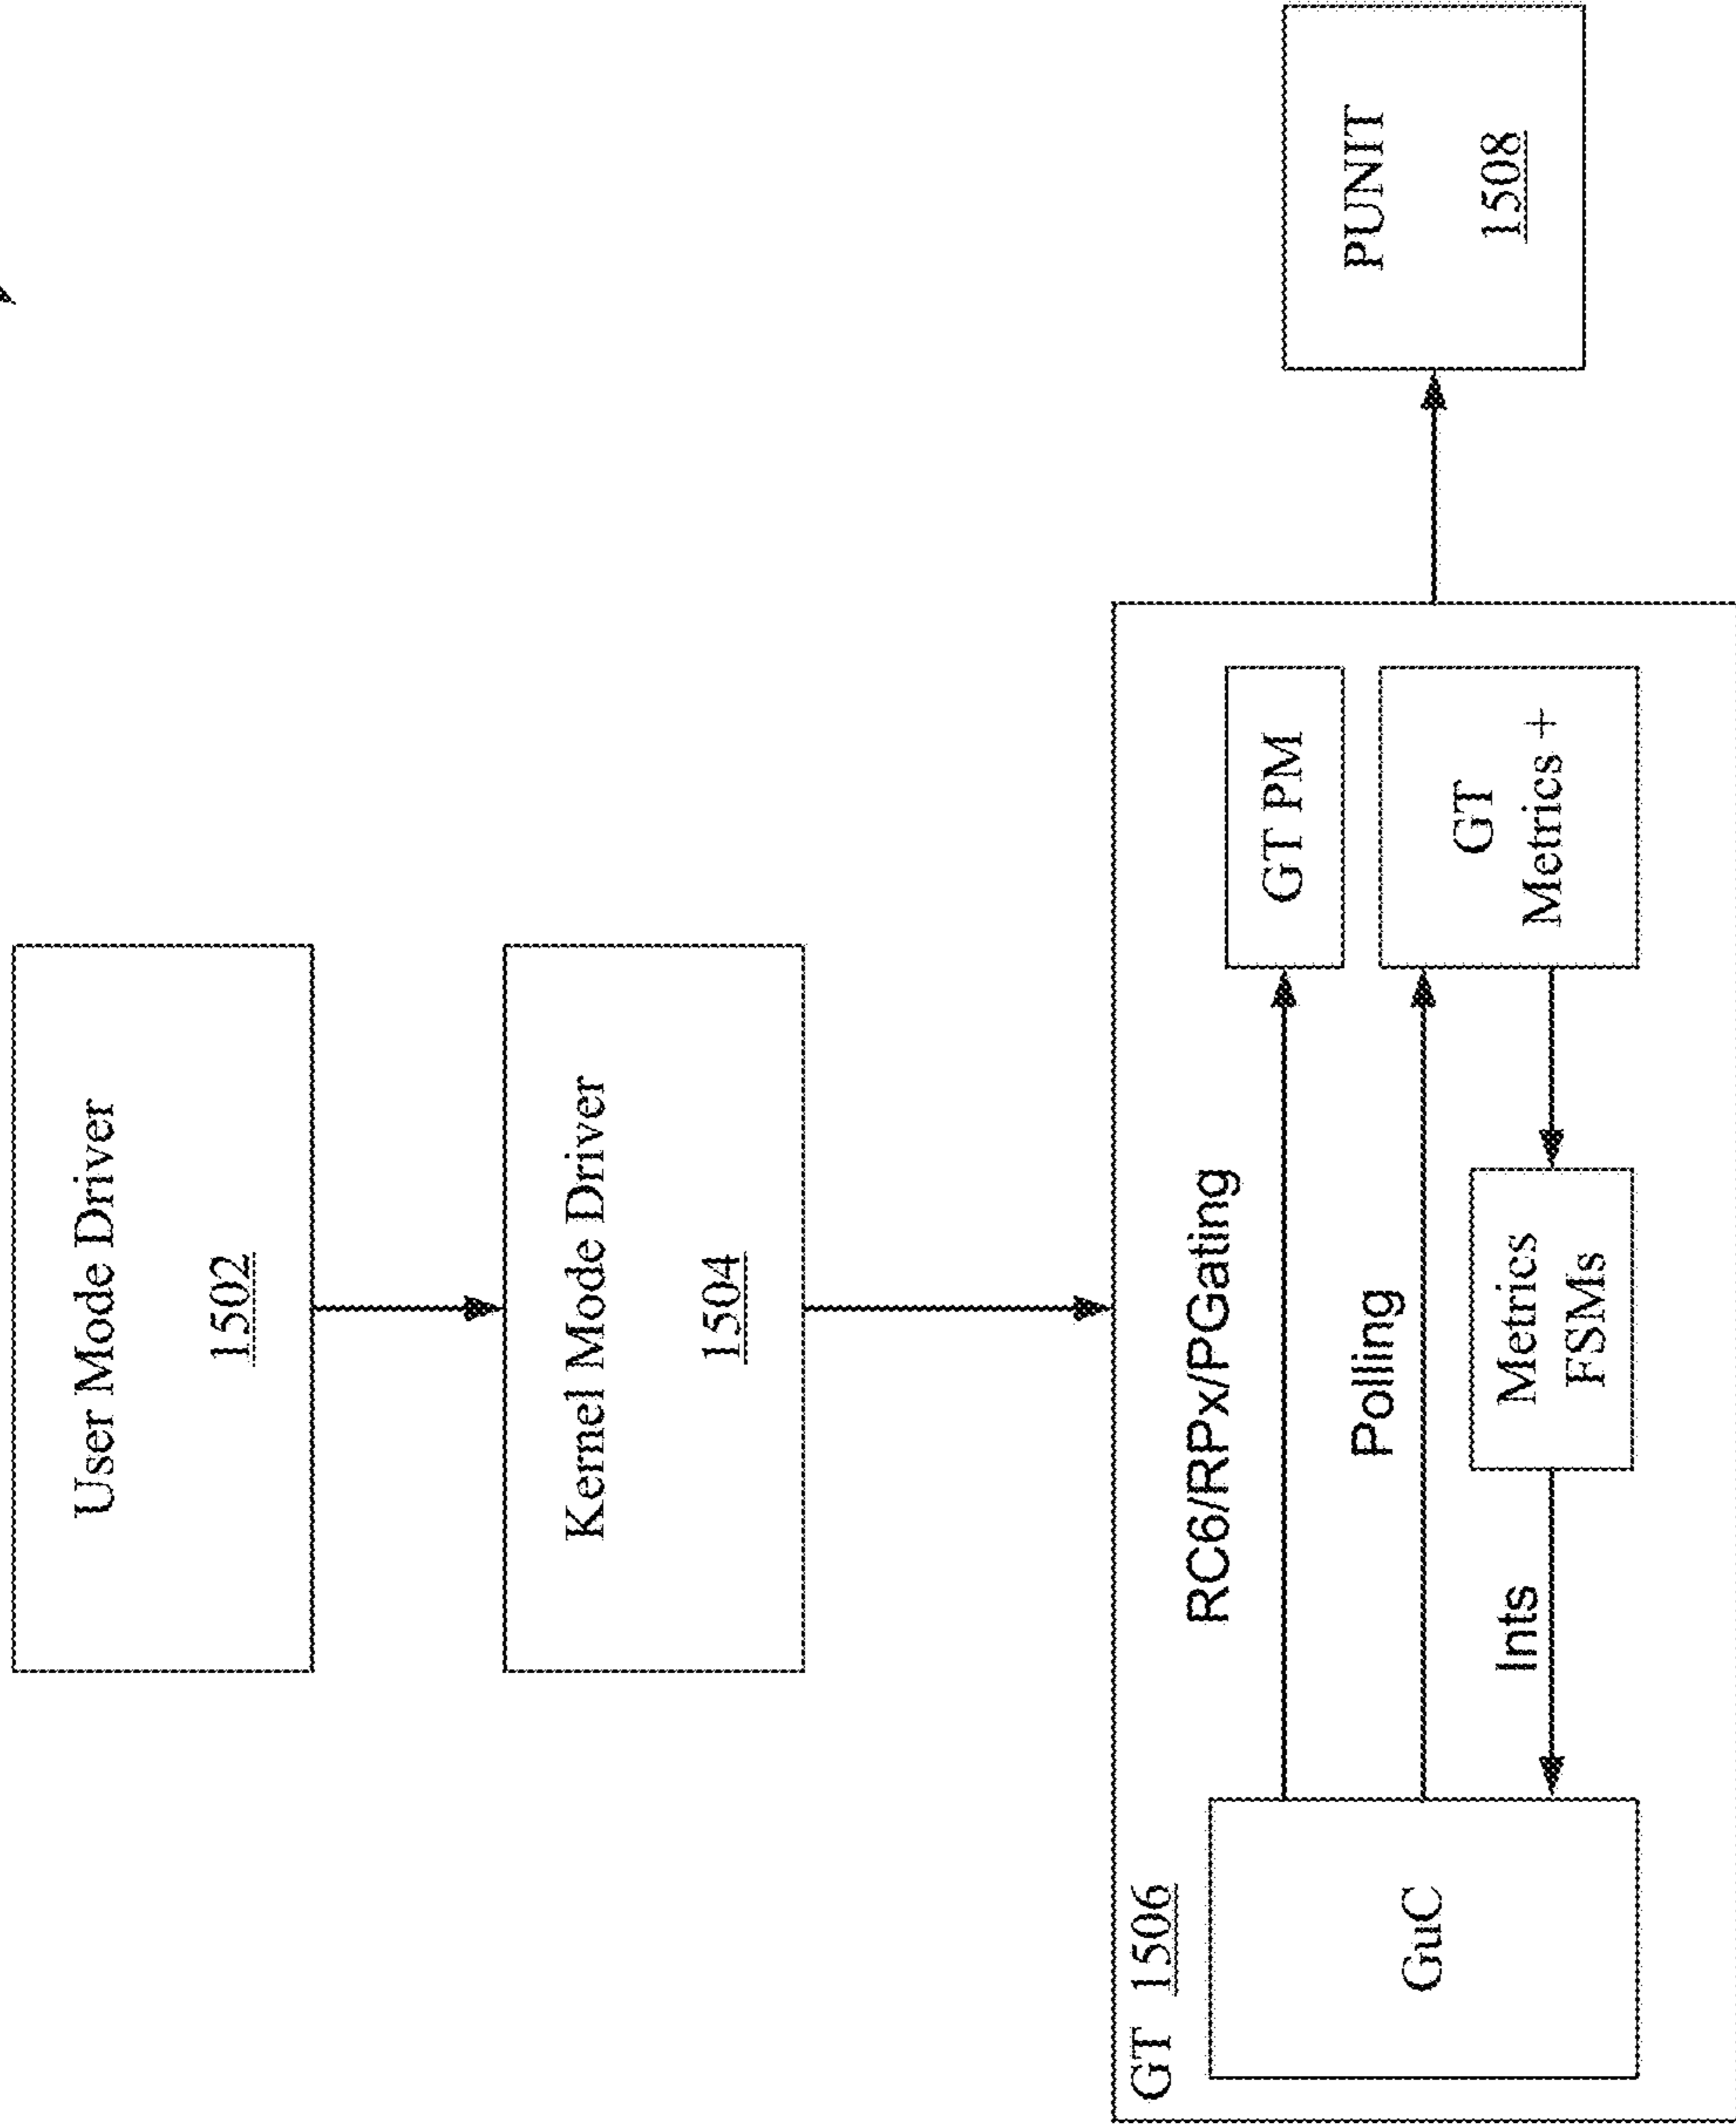 User Mode Driver
1502
Kernel Mode Driver
1504
GT 1506
GuC
RC6/RPx/PGating
Polling
Ints
Metrics
FSMs
GT PM
GT
Metrics +
PUNIT
1508